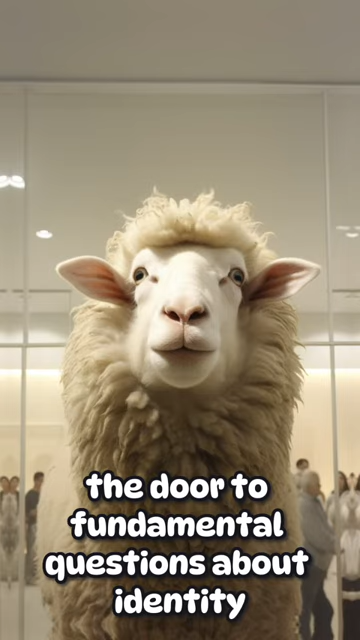 the door to
fundamental
questions about
identity